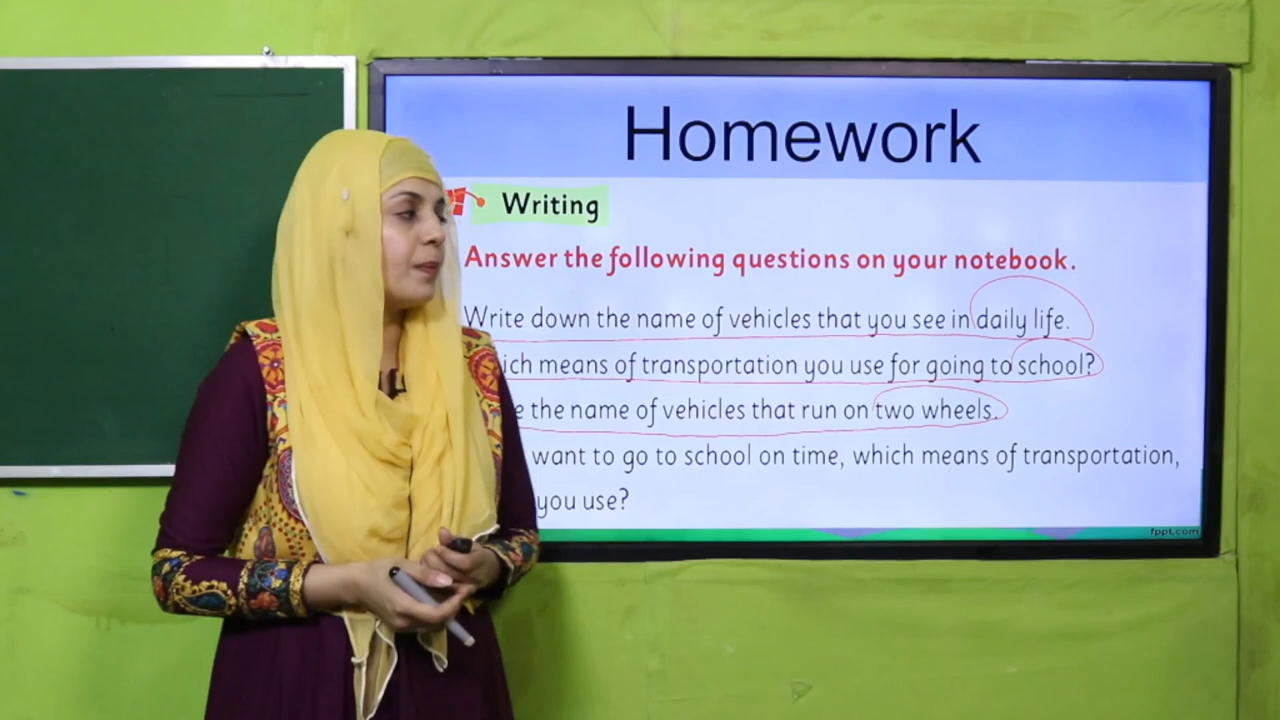 Homework
Writing
Answer the following questions on your notebook.
Write down the name of vehicles that you see in daily life.
means of transportation you use for going to school?
the name of vehicles that run on two wheels.
want to go to school on time, which means of transportation,
you use?
fppt.com